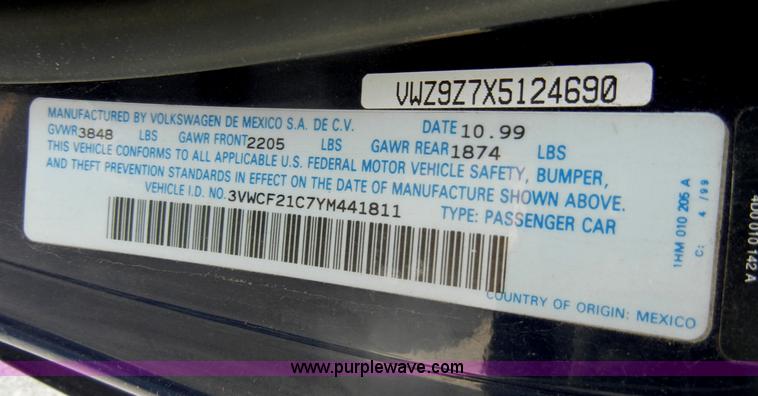 VWZ9Z7X5124690
MANUFACTURED BY VOLKSWAGEN DE MEXICO S.A. DE C.V. DATE 10.99
GVWR 3848 LBS GAWR FRONT 2205 LBS GAWR REAR 1874 LBS
THIS VEHICLE CONFORMS TO ALL APPLICABLE U.S. FEDERAL MOTOR VEHICLE SAFETY, BUMPER,
AND THEFT PREVENTION STANDARDS IN EFFECT ON THE DATE OF MANUFACTURE SHOWN ABOVE.
VEHICLE I.D. NO. 3VWCF21C7YM441811 TYPE: PASSENGER CAR
COUNTRY OF ORIGIN: MEXICO
1HM 010 205 A
C: 4/99
4D0 010 142 A
www.purplewave.com